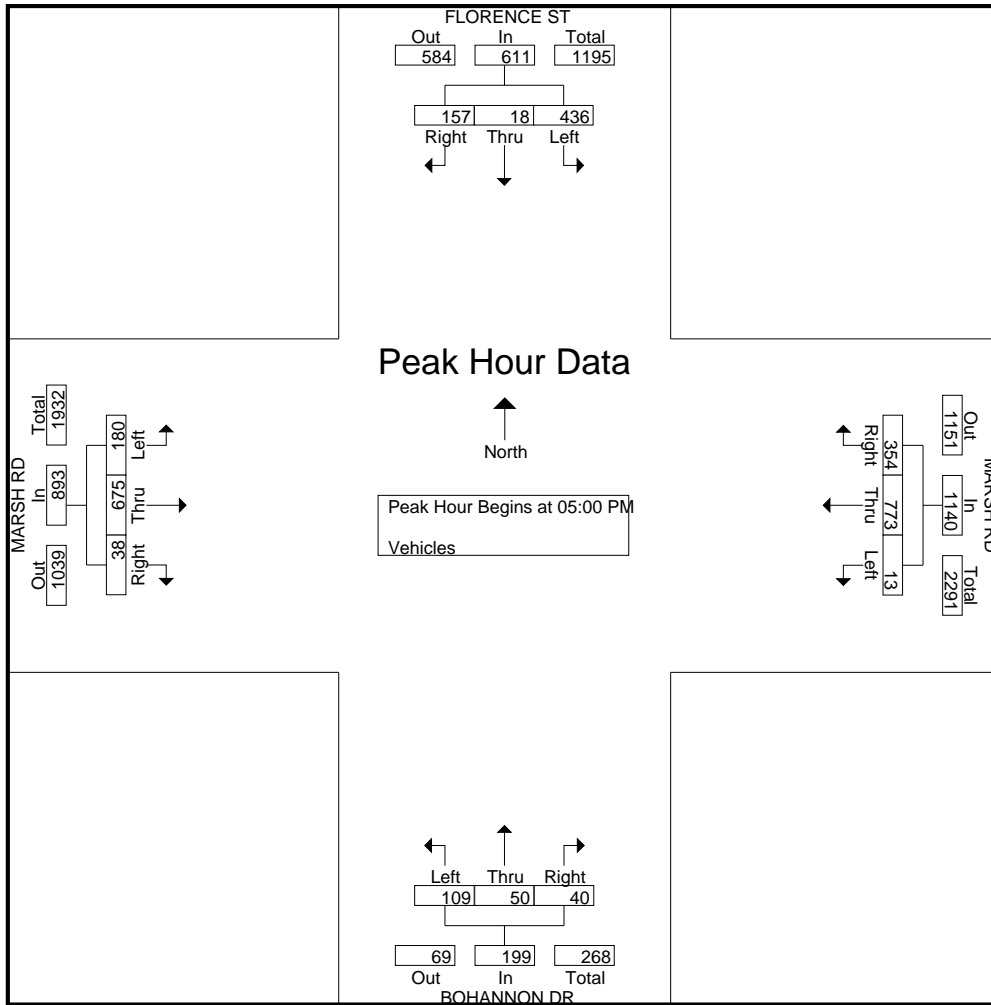 FLORENCE ST
Out In Total
584 611 1195
157 18 436
Right Thru Left
Peak Hour Data
North
Peak Hour Begins at 05:00 PM
Vehicles
MARSH RD
Total 1932
In 893
Out 1039
180 Left
675 Thru
38 Right
Right 354
Thru 773
Left 13
Out 1151
In 1140
Total 2291
MARSH RD
Left Thru Right
109 50 40
69 199 268
Out In Total
BOHANNON DR